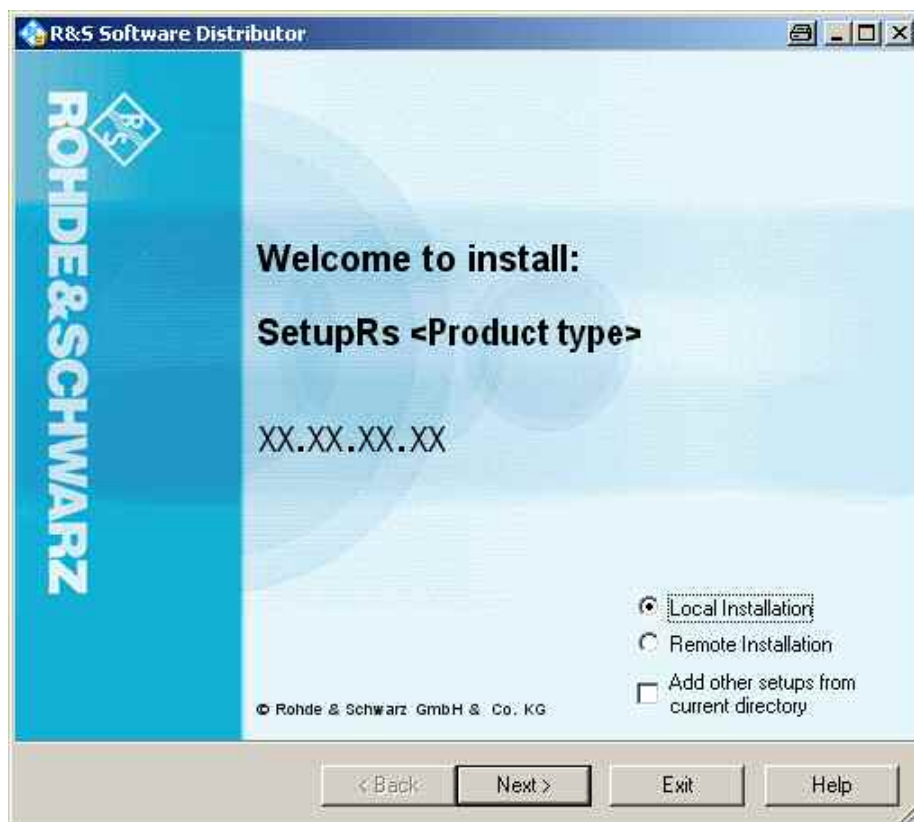 R&S Software Distributor
ROHDE&SCHWARZ
R S
Welcome to install:
SetupRs <Product type>
XX.XX.XX.XX
Local Installation
Remote Installation
Add other setups from
current directory
© Rohde & Schwarz GmbH & Co. KG
< Back
Next >
Exit
Help